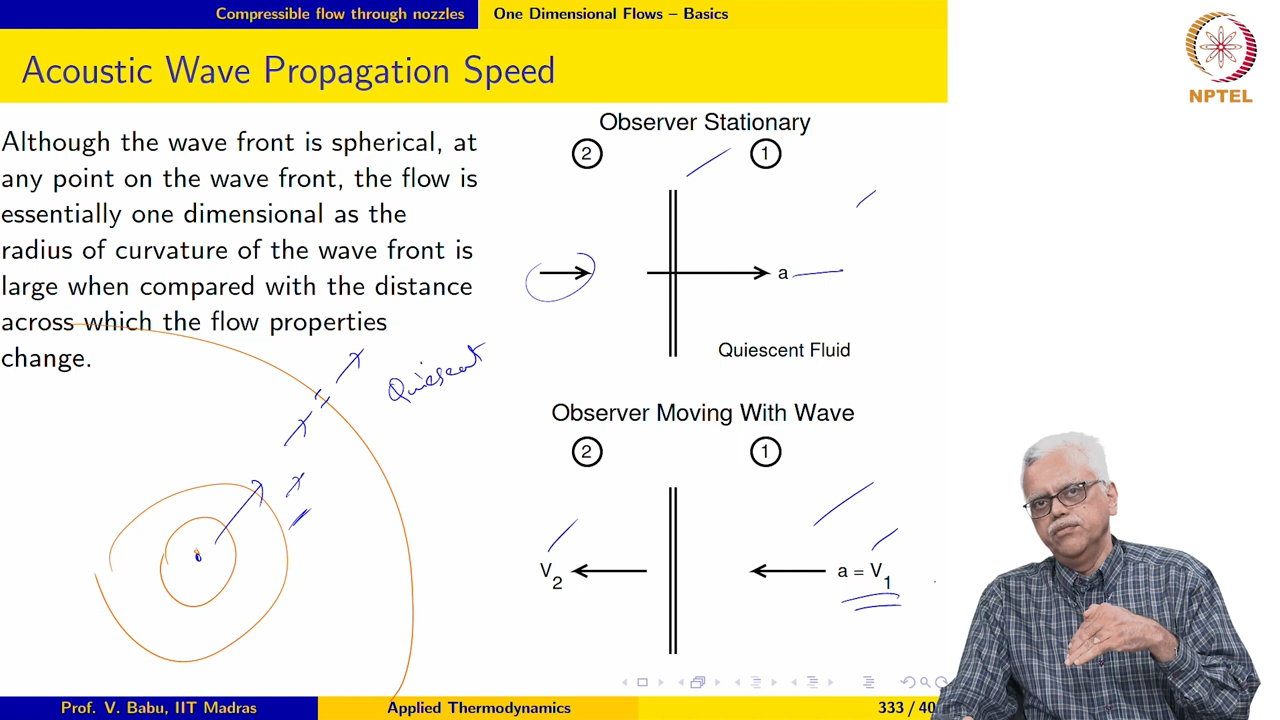 Compressible flow through nozzles One Dimensional Flows – Basics
Acoustic Wave Propagation Speed
NPTEL
Although the wave front is spherical, at
any point on the wave front, the flow is
essentially one dimensional as the
radius of curvature of the wave front is
large when compared with the distance
across which the flow properties
change.
Quiescent
Observer Stationary
2 1
a
Quiescent Fluid
Observer Moving With Wave
2 1
V2 a = V1
Prof. V. Babu, IIT Madras Applied Thermodynamics 333 / 40